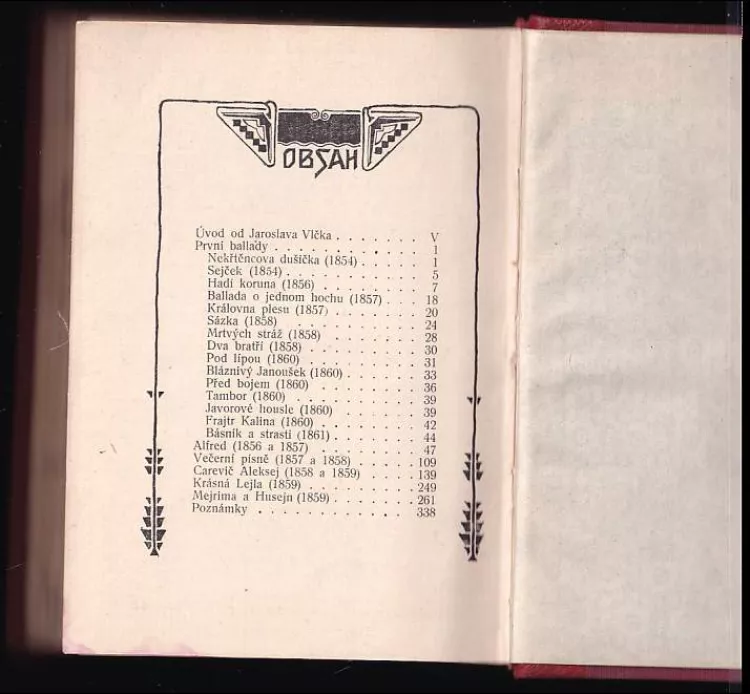 OBSAH
Úvod od Jaroslava Vlčka . . . . . . . V
První ballady . . . . . . . . . . . . 1
Nekřtěncova dušička (1854) . . . . . 1
Sejček (1854) . . . . . . . . . . . 5
Hadí koruna (1856) . . . . . . . . 7
Ballada o jednom hochu (1857) . . . 18
Královna plesu (1857) . . . . . . . 20
Sázka (1858) . . . . . . . . . . 24
Mrtvých stráž (1858) . . . . . . . 28
Dva bratří (1858) . . . . . . . . 30
Pod lípou (1860) . . . . . . . . 31
Bláznivý Janoušek (1860) . . . . . . 33
Před bojem (1860) . . . . . . . . 36
Tambor (1860) . . . . . . . . . 39
Javorové housle (1860) . . . . . . 39
Frajtr Kalina (1860) . . . . . . . . 42
Básník a strasti (1861) . . . . . . . 44
Alfred (1856 a 1857) . . . . . . . . 47
Večerní písně (1857 a 1858) . . . . . 109
Carevič Aleksej (1858 a 1859) . . . . . 139
Krásná Lejla (1859) . . . . . . . . . 249
Mejrima a Husejn (1859) . . . . . . . 261
Poznámky . . . . . . . . . . . . 338